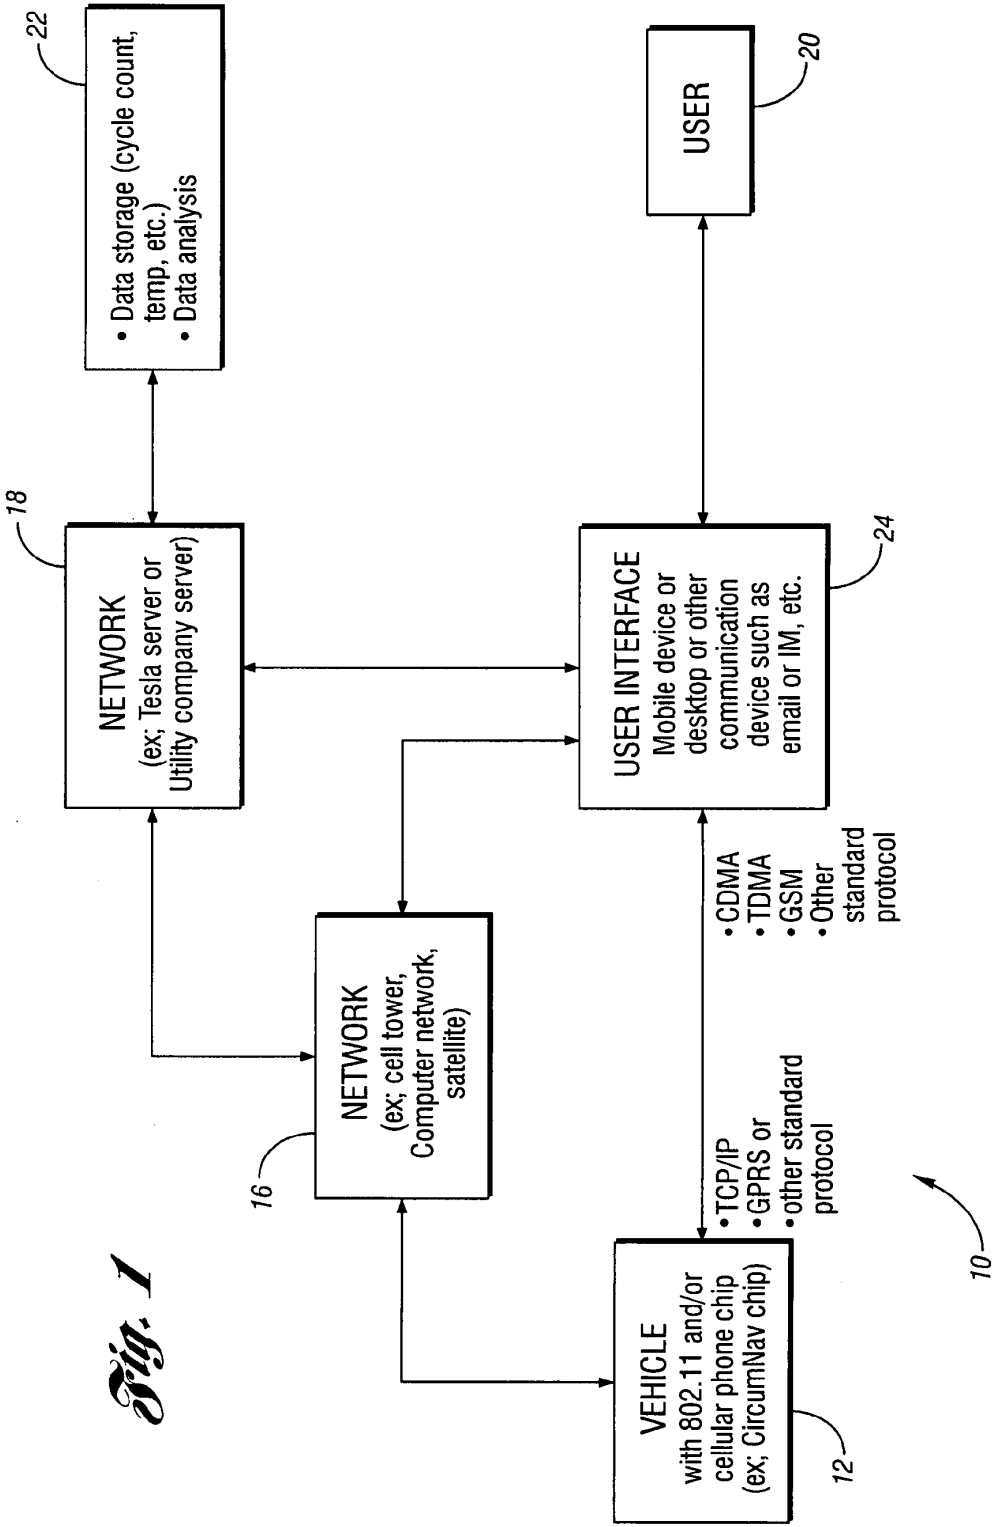 Fig. 1
22
• Data storage (cycle count,
temp, etc.)
• Data analysis
18
NETWORK
(ex; Tesla server or
Utility company server)
16
NETWORK
(ex; cell tower,
Computer network,
satellite)
VEHICLE
with 802.11 and/or
cellular phone chip
(ex; CircumNav chip)
12
• TCP/IP
• GPRS or
• other standard
protocol
• CDMA
• TDMA
• GSM
• Other
standard
protocol
USER INTERFACE
Mobile device or
desktop or other
communication
device such as
email or IM, etc.
24
USER
20
10